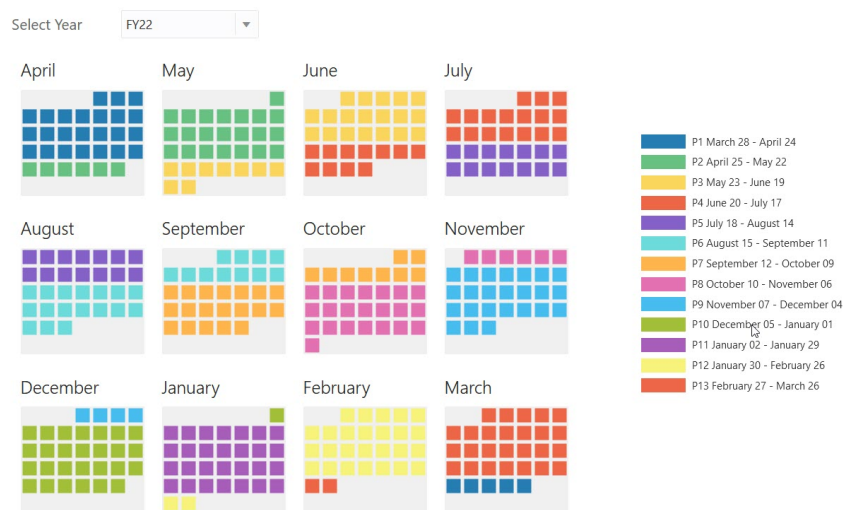 Select Year FY22
April May June July
P1 March 28 - April 24
P2 April 25 - May 22
P3 May 23 - June 19
P4 June 20 - July 17
P5 July 18 - August 14
P6 August 15 - September 11
P7 September 12 - October 09
P8 October 10 - November 06
P9 November 07 - December 04
P10 December 05 - January 01
P11 January 02 - January 29
P12 January 30 - February 26
P13 February 27 - March 26
August September October November
December January February March